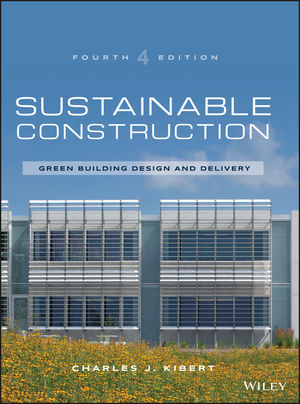 FOURTH 4 EDITION
SUSTAINABLE
CONSTRUCTION
GREEN BUILDING DESIGN AND DELIVERY
CHARLES J. KIBERT
WILEY